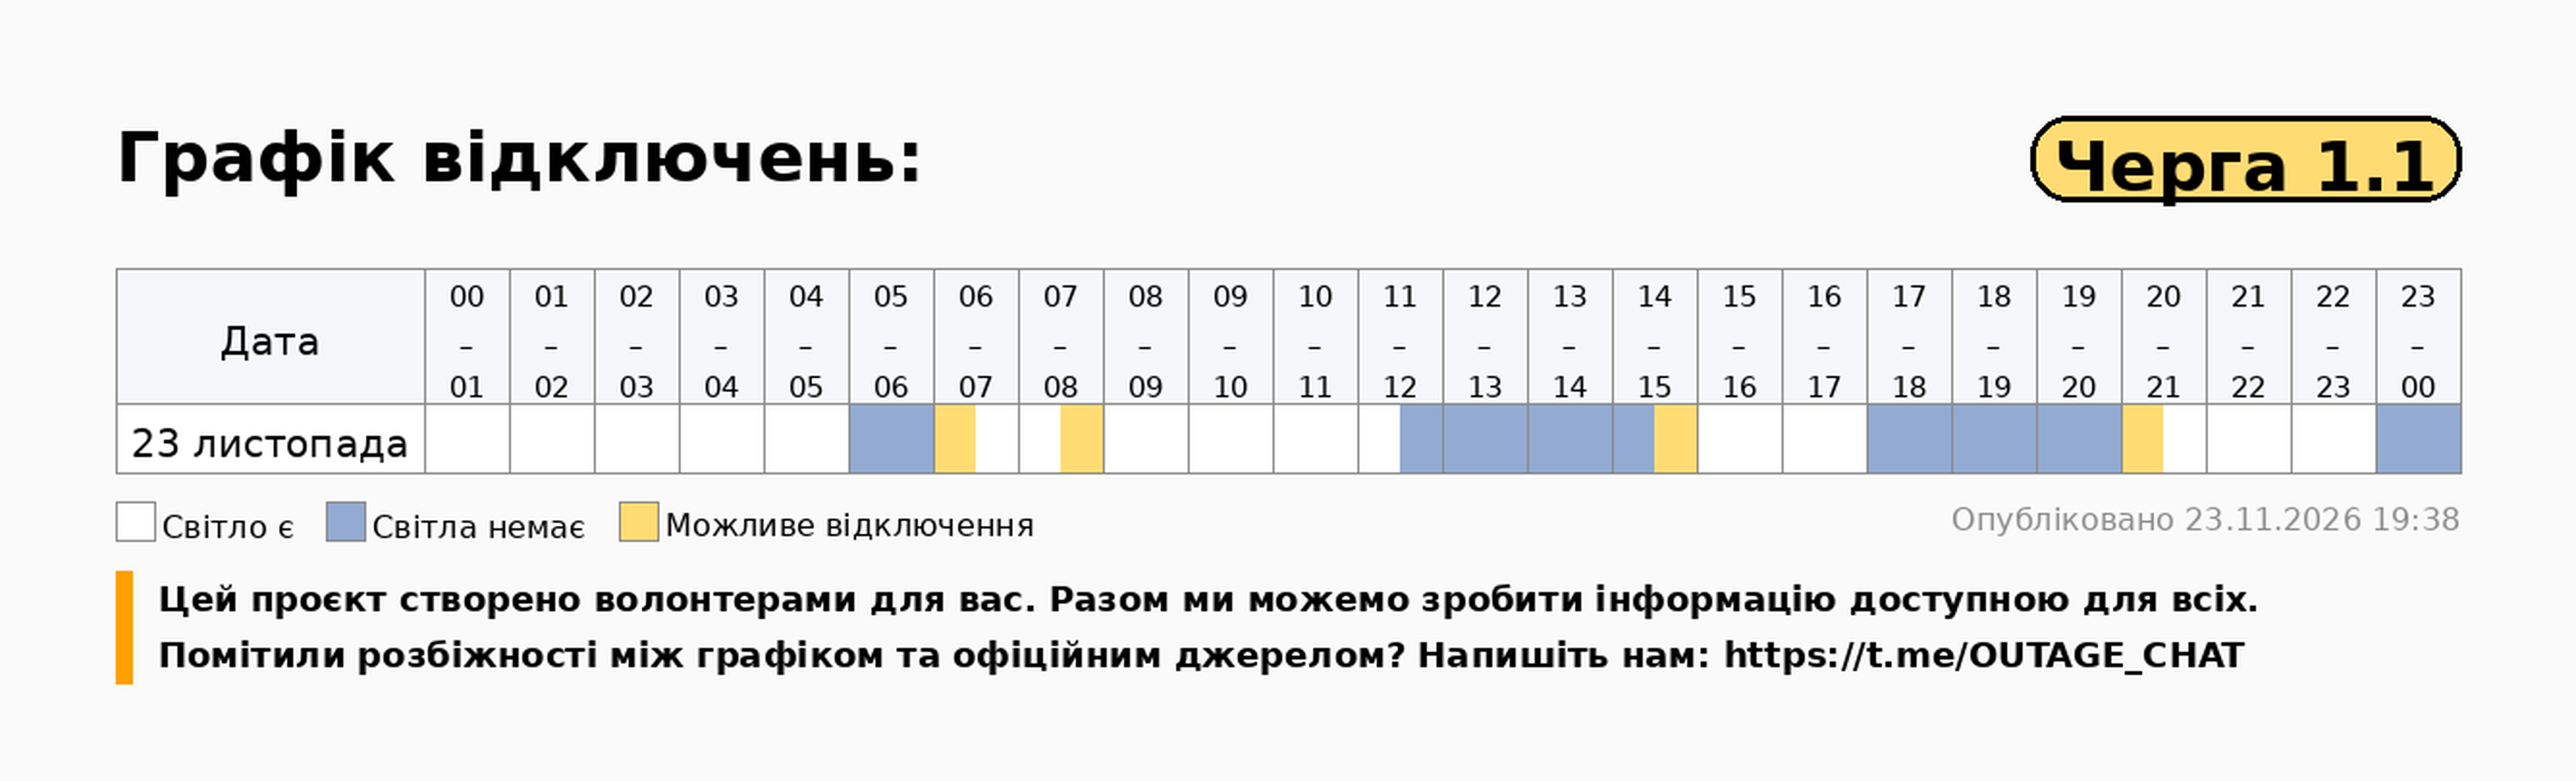 Графік відключень:
Черга 1.1
Дата 00 – 01 01 – 02 02 – 03 03 – 04 04 – 05 05 – 06 06 – 07 07 – 08 08 – 09 09 – 10 10 – 11 11 – 12 12 – 13 13 – 14 14 – 15 15 – 16 16 – 17 17 – 18 18 – 19 19 – 20 20 – 21 21 – 22 22 – 23 23 – 00
23 листопада
Світло є Світла немає Можливе відключення
Опубліковано 23.11.2026 19:38
Цей проєкт створено волонтерами для вас. Разом ми можемо зробити інформацію доступною для всіх.
Помітили розбіжності між графіком та офіційним джерелом? Напишіть нам: https://t.me/OUTAGE_CHAT